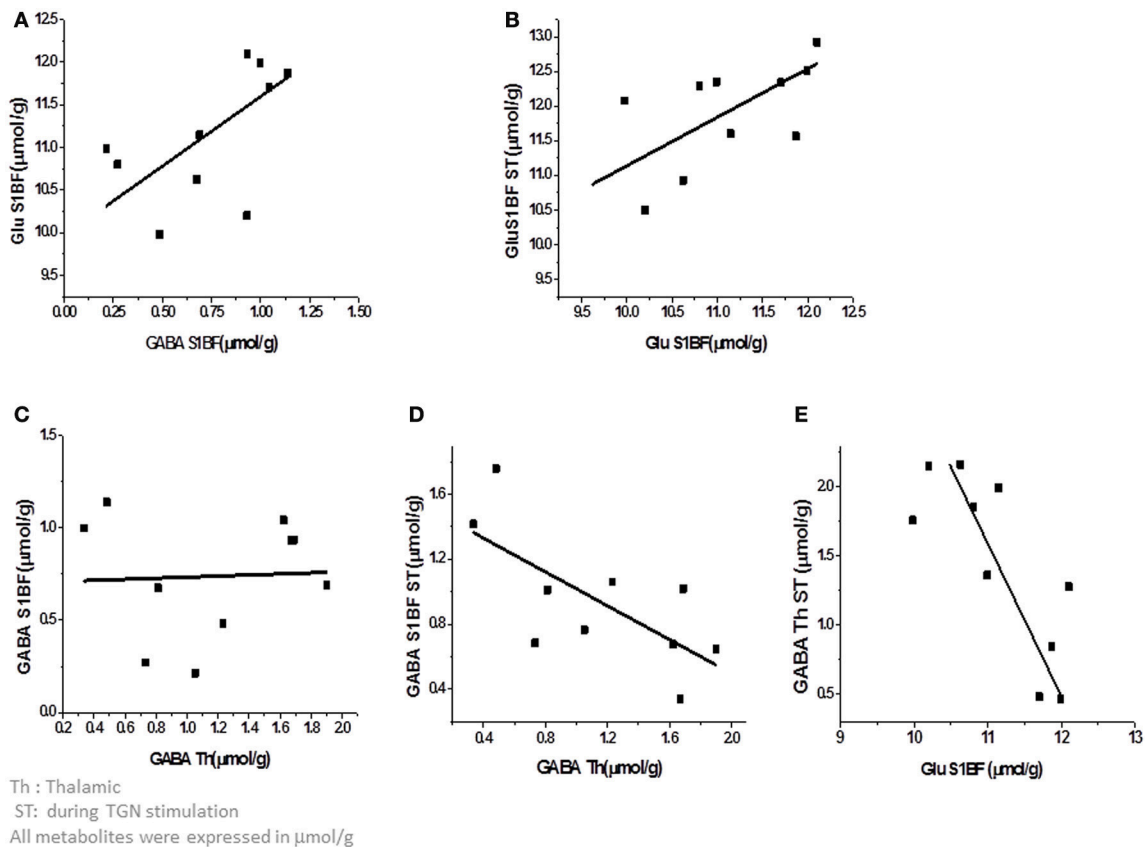 A
Glu S1BF(μmol/g)
12.5
12.0
11.5
11.0
10.5
10.0
9.5
0.00 0.25 0.50 0.75 1.00 1.25 1.50
GABA S1BF(μmol/g)
B
GluS1BF ST(μmol/g)
13.0
12.5
12.0
11.5
11.0
10.5
10.0
9.5
9.5 10.0 10.5 11.0 11.5 12.0 12.5
Glu S1BF(μmol/g)
C
GABA S1BF(μmol/g)
1.5
1.0
0.5
0.0
0.2 0.4 0.6 0.8 1.0 1.2 1.4 1.6 1.8 2.0
GABA Th(μmol/g)
D
GABA S1BF ST(μmol/g)
1.6
1.2
0.8
0.4
0.4 0.8 1.2 1.6 2.0
GABA Th(μmol/g)
E
GABA Th ST (μmol/g)
2.0
1.5
1.0
0.5
9 10 11 12 13
Glu S1BF (μmol/g)
Th : Thalamic
ST: during TGN stimulation
All metabolites were expressed in μmol/g